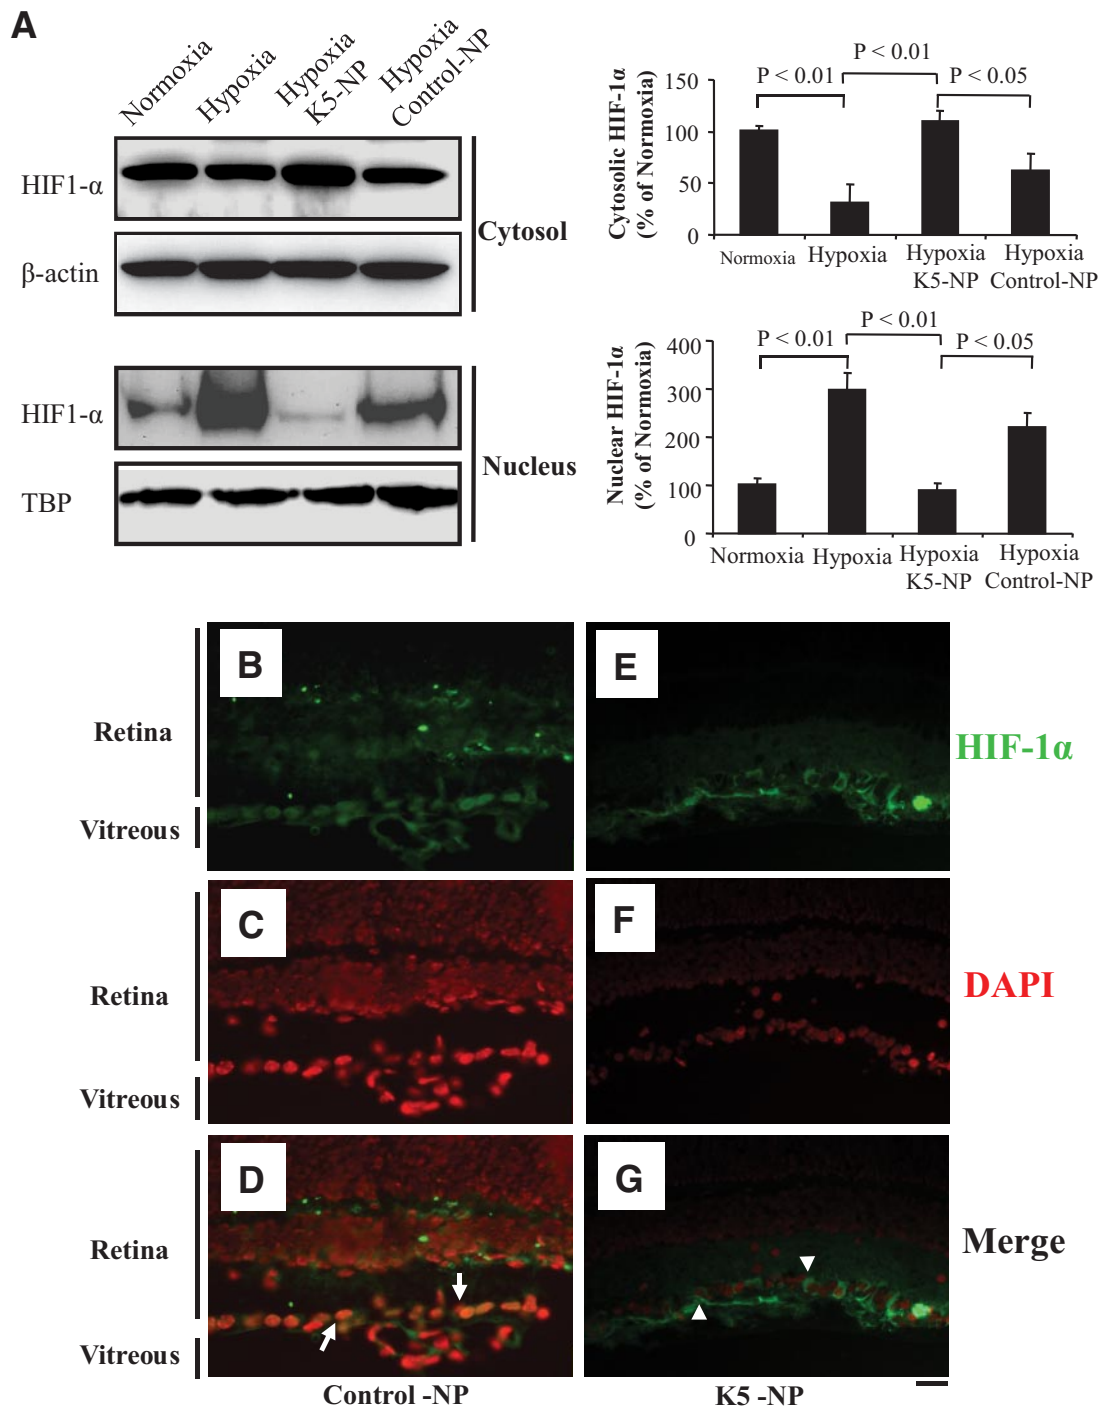 A
Normoxia
Hypoxia
Hypoxia
K5-NP
Hypoxia
Control-NP
HIF1-α
β-actin
Cytosol
HIF1-α
TBP
Nucleus
Cytosolic HIF-1α
(% of Normoxia)
150
100
50
0
P < 0.01
P < 0.01
P < 0.05
Normoxia
Hypoxia
Hypoxia
K5-NP
Hypoxia
Control-NP
Nuclear HIF-1α
(% of Normoxia)
400
300
200
100
0
P < 0.01
P < 0.01
P < 0.05
Normoxia
Hypoxia
Hypoxia
K5-NP
Hypoxia
Control-NP
Retina
Vitreous
B
E
HIF-1α
Retina
Vitreous
C
F
DAPI
Retina
Vitreous
D
G
Merge
Control -NP
K5 -NP